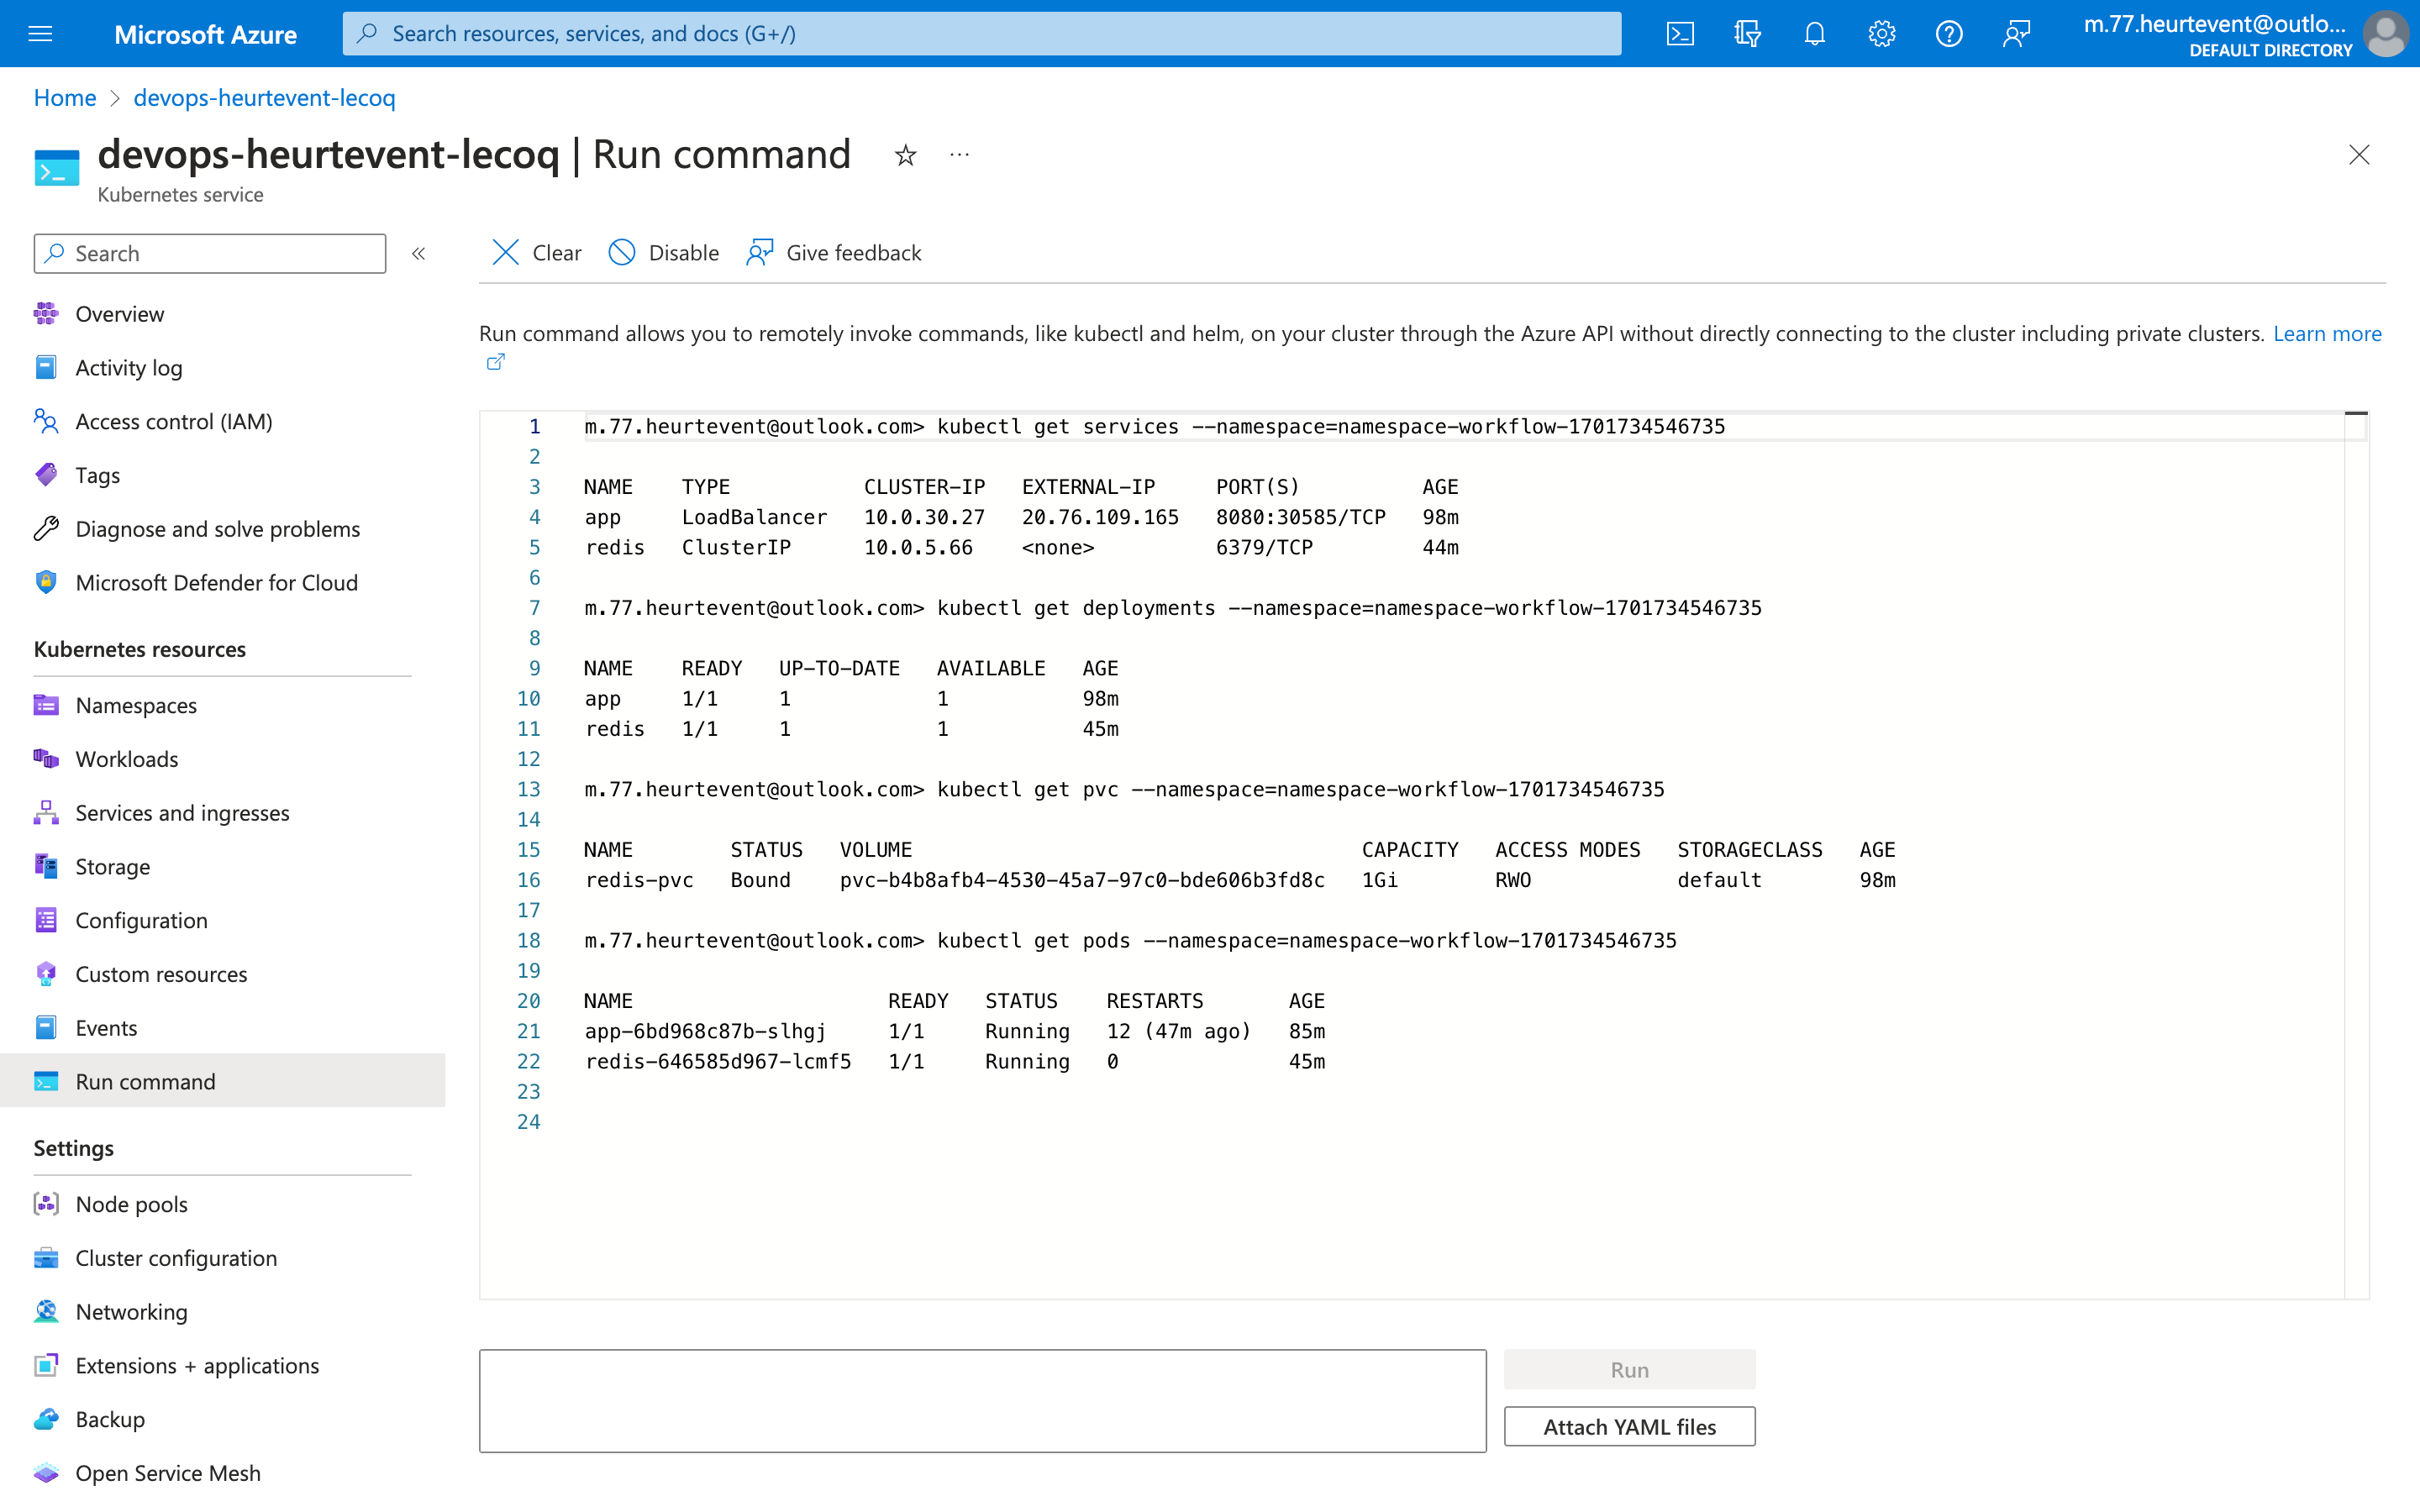 Microsoft Azure
Search resources, services, and docs (G+/)
m.77.heurtevent@outlo...
DEFAULT DIRECTORY
Home > devops-heurtevent-lecoq
devops-heurtevent-lecoq | Run command
Kubernetes service
Search
Overview
Activity log
Access control (IAM)
Tags
Diagnose and solve problems
Microsoft Defender for Cloud
Kubernetes resources
Namespaces
Workloads
Services and ingresses
Storage
Configuration
Custom resources
Events
Run command
Settings
Node pools
Cluster configuration
Networking
Extensions + applications
Backup
Open Service Mesh
Clear Disable Give feedback
Run command allows you to remotely invoke commands, like kubectl and helm, on your cluster through the Azure API without directly connecting to the cluster including private clusters. Learn more
1 m.77.heurtevent@outlook.com> kubectl get services --namespace=namespace-workflow-1701734546735
2
3 NAME TYPE CLUSTER-IP EXTERNAL-IP PORT(S) AGE
4 app LoadBalancer 10.0.30.27 20.76.109.165 8080:30585/TCP 98m
5 redis ClusterIP 10.0.5.66 <none> 6379/TCP 44m
6
7 m.77.heurtevent@outlook.com> kubectl get deployments --namespace=namespace-workflow-1701734546735
8
9 NAME READY UP-TO-DATE AVAILABLE AGE
10 app 1/1 1 1 98m
11 redis 1/1 1 1 45m
12
13 m.77.heurtevent@outlook.com> kubectl get pvc --namespace=namespace-workflow-1701734546735
14
15 NAME STATUS VOLUME CAPACITY ACCESS MODES STORAGECLASS AGE
16 redis-pvc Bound pvc-b4b8afb4-4530-45a7-97c0-bde606b3fd8c 1Gi RWO default 98m
17
18 m.77.heurtevent@outlook.com> kubectl get pods --namespace=namespace-workflow-1701734546735
19
20 NAME READY STATUS RESTARTS AGE
21 app-6bd968c87b-slhgj 1/1 Running 12 (47m ago) 85m
22 redis-646585d967-lcmf5 1/1 Running 0 45m
23
24
Run
Attach YAML files